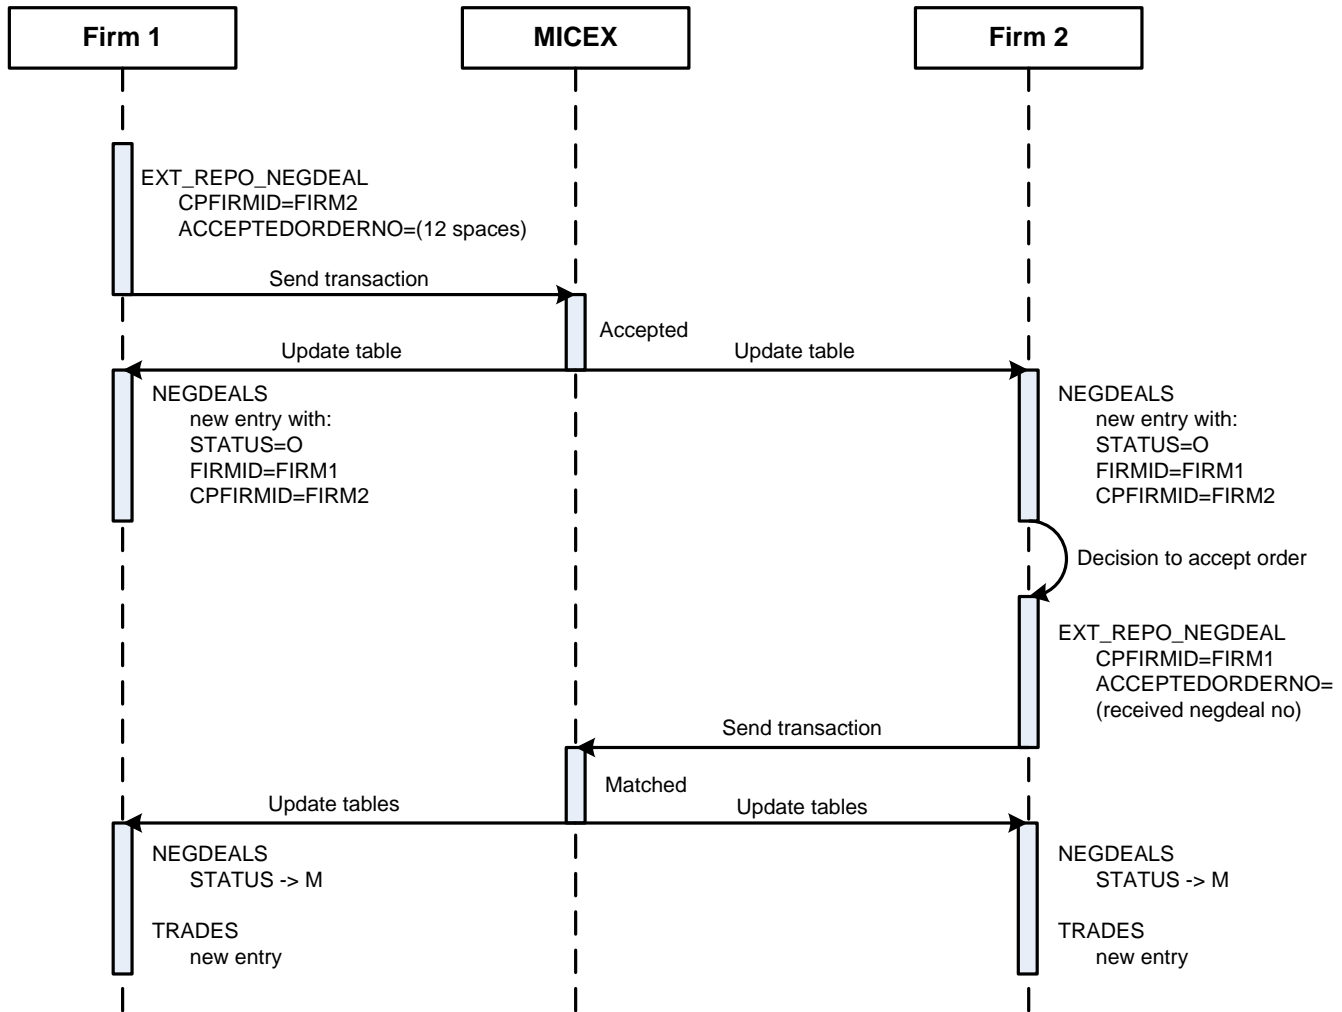 Firm 1
MICEX
Firm 2
EXT_REPO_NEGDEAL
CPFIRMID=FIRM2
ACCEPTEDORDERNO=(12 spaces)
Send transaction
Accepted
Update table
Update table
NEGDEALS
new entry with:
STATUS=O
FIRMID=FIRM1
CPFIRMID=FIRM2
NEGDEALS
new entry with:
STATUS=O
FIRMID=FIRM1
CPFIRMID=FIRM2
Decision to accept order
EXT_REPO_NEGDEAL
CPFIRMID=FIRM1
ACCEPTEDORDERNO=
(received negdeal no)
Send transaction
Matched
Update tables
Update tables
NEGDEALS
STATUS -> M
TRADES
new entry
NEGDEALS
STATUS -> M
TRADES
new entry